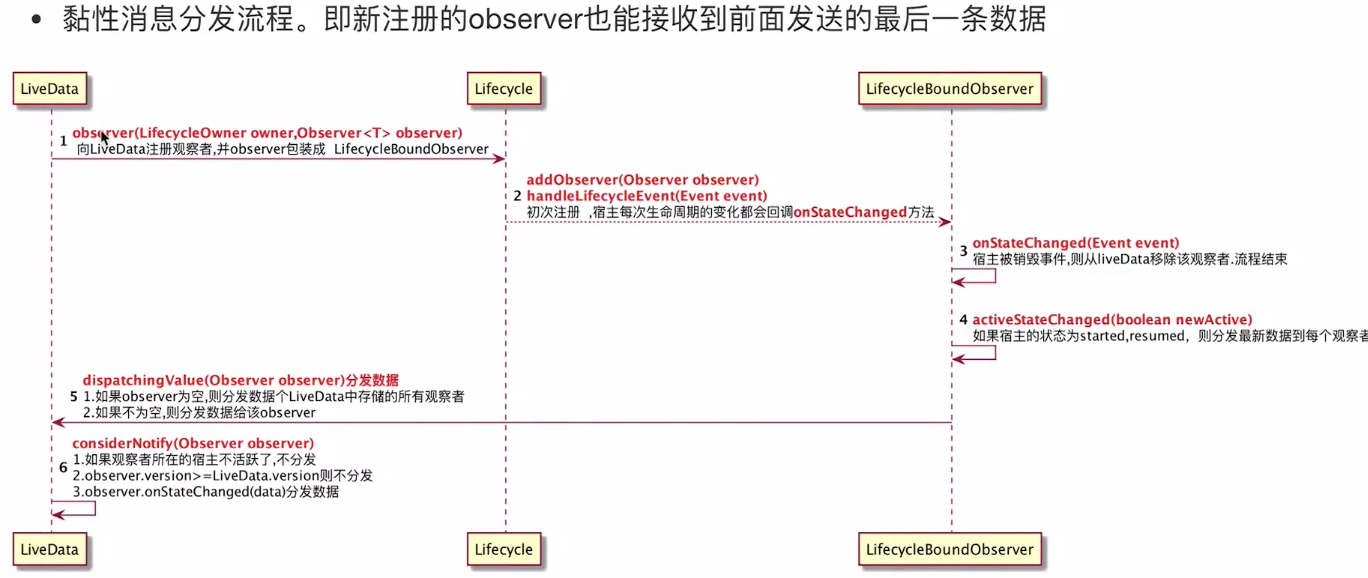 • 黏性消息分发流程。即新注册的observer也能接收到前面发送的最后一条数据
LiveData
Lifecycle
LifecycleBoundObserver
1 observer(LifecycleOwner owner,Observer<T> observer)
向LiveData注册观察者,并observer包装成 LifecycleBoundObserver
addObserver(Observer observer)
2 handleLifecycleEvent(Event event)
初次注册 ,宿主每次生命周期的变化都会回调onStateChanged方法
3 onStateChanged(Event event)
宿主被销毁事件,则从liveData移除该观察者.流程结束
4 activeStateChanged(boolean newActive)
如果宿主的状态为started,resumed，则分发最新数据到每个观察者
dispatchingValue(Observer observer)分发数据
5 1.如果observer为空,则分发数据个LiveData中存储的所有观察者
2.如果不为空,则分发数据给该observer
considerNotify(Observer observer)
1.如果观察者所在的宿主不活跃了,不分发
6 2.observer.version>=LiveData.version则不分发
3.observer.onStateChanged(data)分发数据
LiveData
Lifecycle
LifecycleBoundObserver